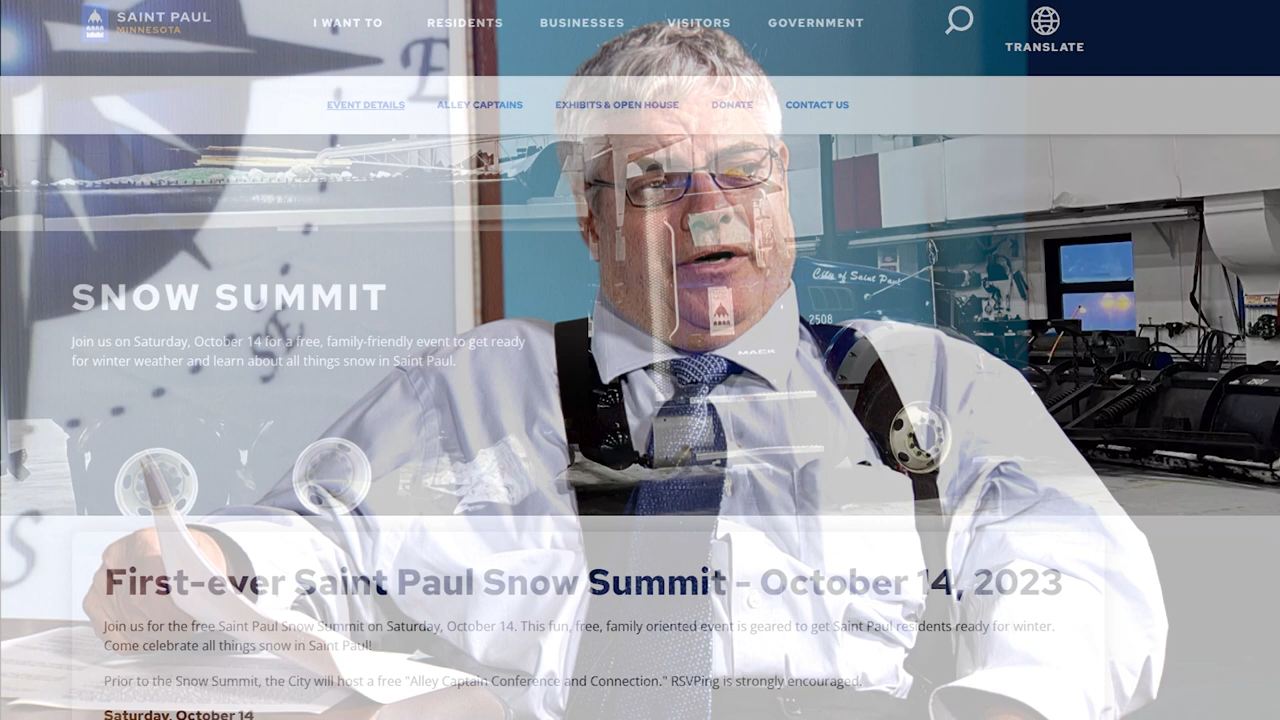 SAINT PAUL
MINNESOTA
I WANT TO
RESIDENTS
BUSINESSES
VISITORS
GOVERNMENT
TRANSLATE
E
EVENT DETAILS
ALLEY CAPTAINS
EXHIBITS & OPEN HOUSE
DONATE
CONTACT US
City of Saint Paul
2508
SNOW SUMMIT
Join us on Saturday, October 14 for a free, family-friendly event to get ready
for winter weather and learn about all things snow in Saint Paul.
MACK
S
First-ever Saint Paul Snow Summit - October 14, 2023
Join us for the free Saint Paul Snow Summit on Saturday, October 14. This fun, free, family oriented event is geared to get Saint Paul residents ready for winter.
Come celebrate all things snow in Saint Paul!
Prior to the Snow Summit, the City will host a free "Alley Captain Conference and Connection." RSVPing is strongly encouraged.
Saturday, October 14